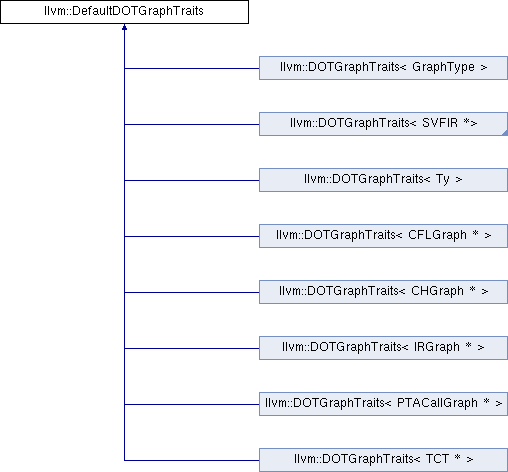 llvm::DefaultDOTGraphTraits
llvm::DOTGraphTraits< GraphType >
llvm::DOTGraphTraits< SVFIR *>
llvm::DOTGraphTraits< Ty >
llvm::DOTGraphTraits< CFLGraph * >
llvm::DOTGraphTraits< CHGraph * >
llvm::DOTGraphTraits< IRGraph * >
llvm::DOTGraphTraits< PTACallGraph * >
llvm::DOTGraphTraits< TCT * >